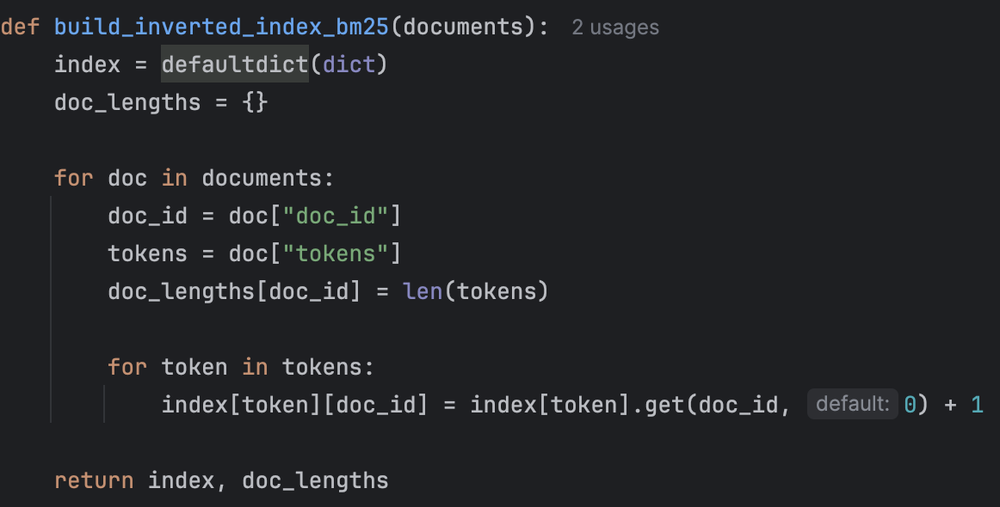 def build_inverted_index_bm25(documents): 2 usages
    index = defaultdict(dict)
    doc_lengths = {}
    for doc in documents:
        doc_id = doc["doc_id"]
        tokens = doc["tokens"]
        doc_lengths[doc_id] = len(tokens)
        for token in tokens:
            index[token][doc_id] = index[token].get(doc_id, default: 0) + 1
    return index, doc_lengths